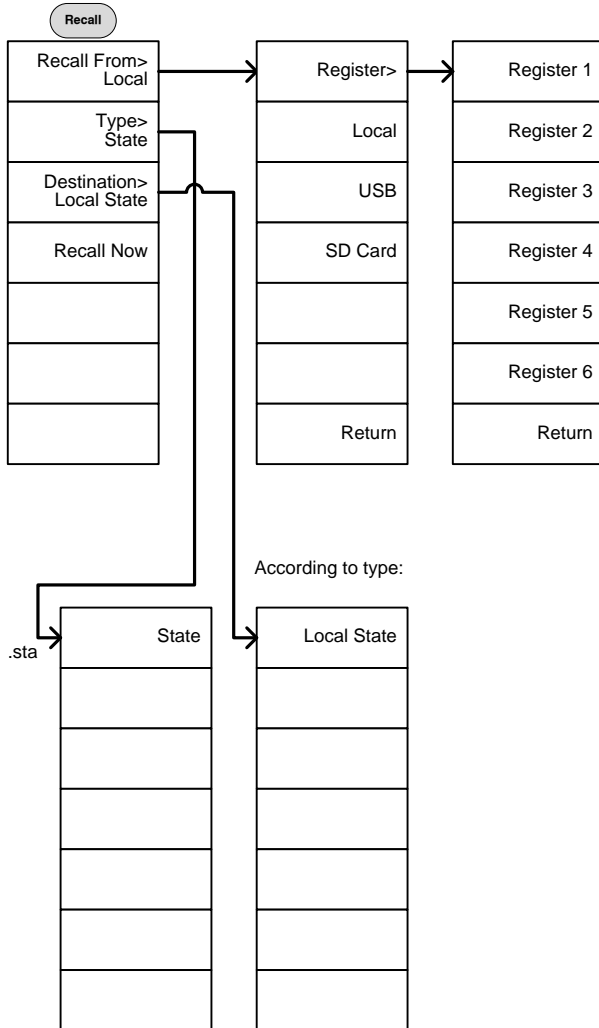 Recall
Recall From>
Local
Type>
State
Destination>
Local State
Recall Now
Register>
Local
USB
SD Card
Return
Register 1
Register 2
Register 3
Register 4
Register 5
Register 6
Return
According to type:
.sta
State
Local State